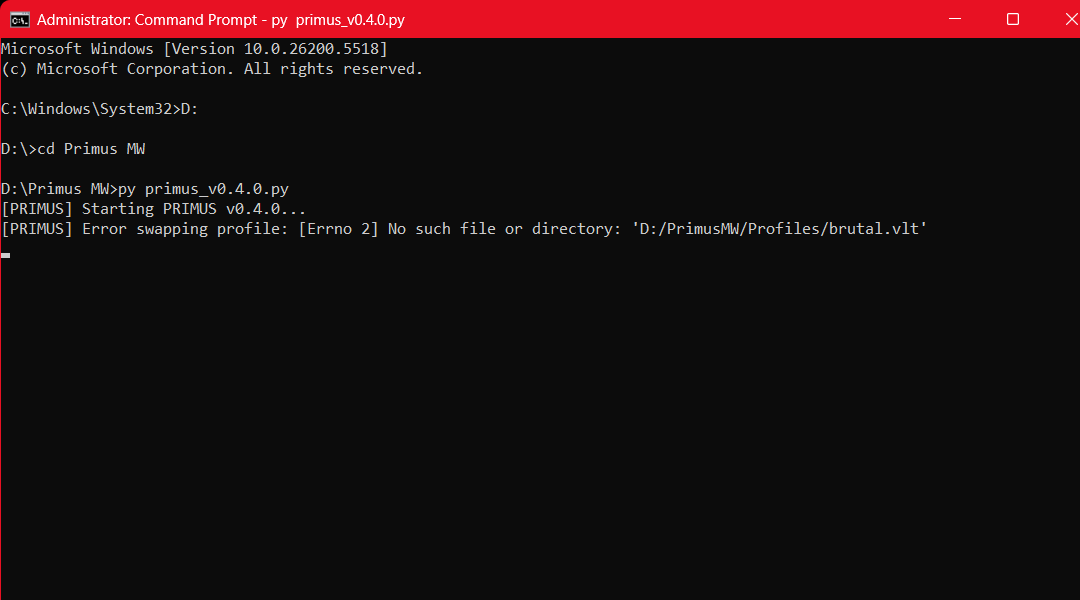 Administrator: Command Prompt - py  primus_v0.4.0.py
Microsoft Windows [Version 10.0.26200.5518]
(c) Microsoft Corporation. All rights reserved.
C:\Windows\System32>D:
D:\>cd Primus MW
D:\Primus MW>py primus_v0.4.0.py
[PRIMUS] Starting PRIMUS v0.4.0...
[PRIMUS] Error swapping profile: [Errno 2] No such file or directory: 'D:/PrimusMW/Profiles/brutal.vlt'